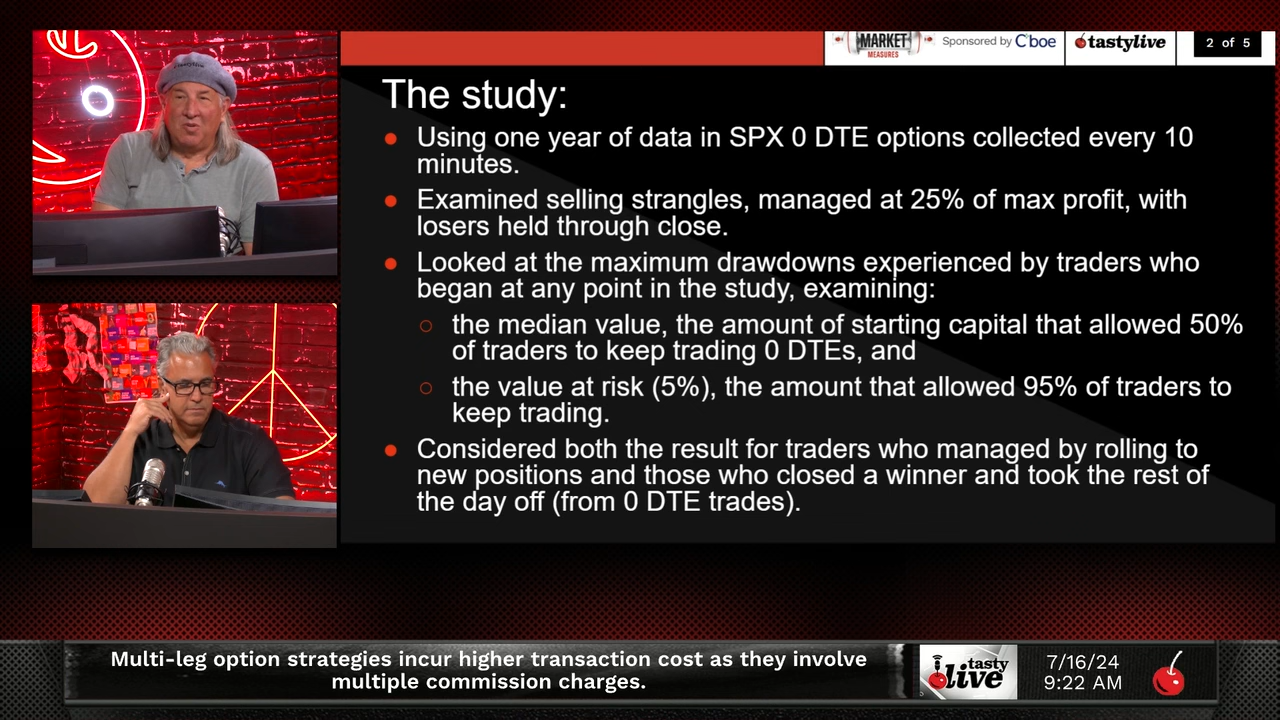 MARKET
MEASURES
Sponsored by Cboe
tastylive
2 of 5
The study:
Using one year of data in SPX 0 DTE options collected every 10
minutes.
Examined selling strangles, managed at 25% of max profit, with
losers held through close.
Looked at the maximum drawdowns experienced by traders who
began at any point in the study, examining:
the median value, the amount of starting capital that allowed 50%
of traders to keep trading 0 DTEs, and
the value at risk (5%), the amount that allowed 95% of traders to
keep trading.
Considered both the result for traders who managed by rolling to
new positions and those who closed a winner and took the rest of
the day off (from 0 DTE trades).
Multi-leg option strategies incur higher transaction cost as they involve
multiple commission charges.
tasty
live
7/16/24
9:22 AM